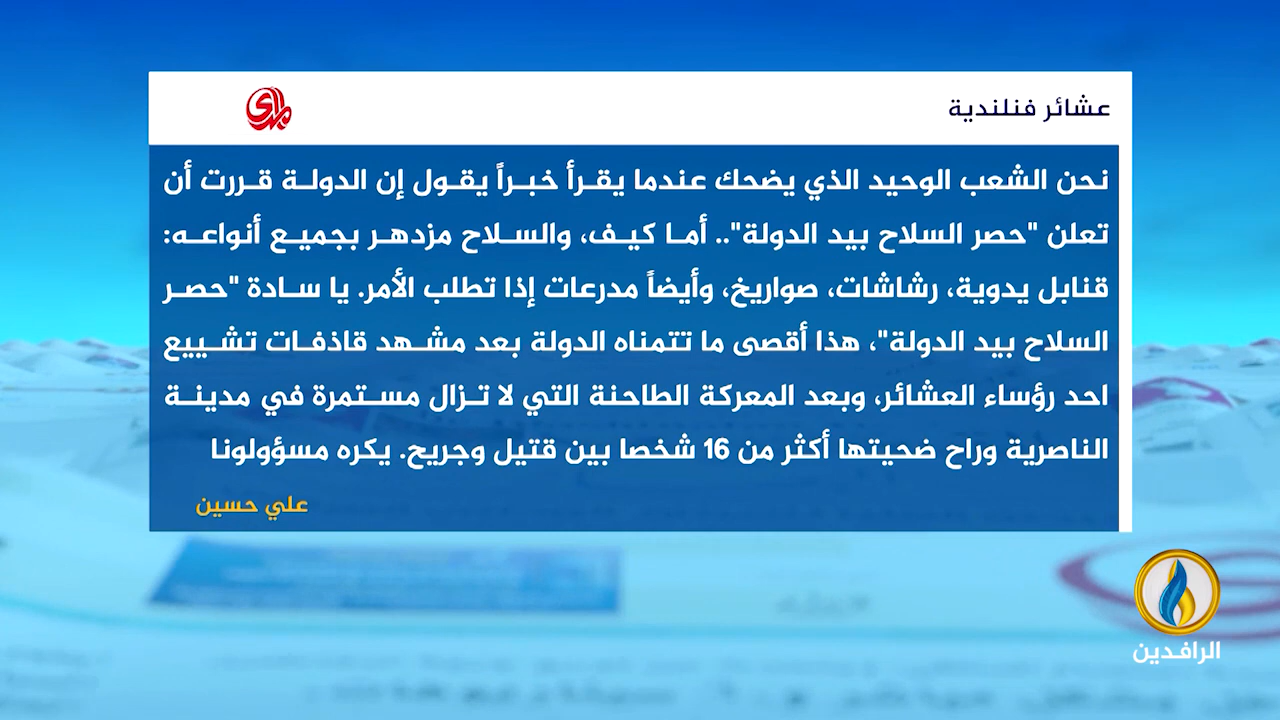 عشائر فنلندية
المدى
نحن الشعب الوحيد الذي يضحك عندما يقرأ خبراً يقول إن الدولة قررت أن
تعلن "حصر السلاح بيد الدولة".. أما كيف، والسلاح مزدهر بجميع أنواعه:
قنابل يدوية، رشاشات، صواريخ، وأيضاً مدرعات إذا تطلب الأمر. يا سادة "حصر
السلاح بيد الدولة"، هذا أقصى ما تتمناه الدولة بعد مشهد قاذفات تشييع
احد رؤساء العشائر، وبعد المعركة الطاحنة التي لا تزال مستمرة في مدينة
الناصرية وراح ضحيتها أكثر من 16 شخصا بين قتيل وجريح. يكره مسؤولونا
علي حسين
الرافدين